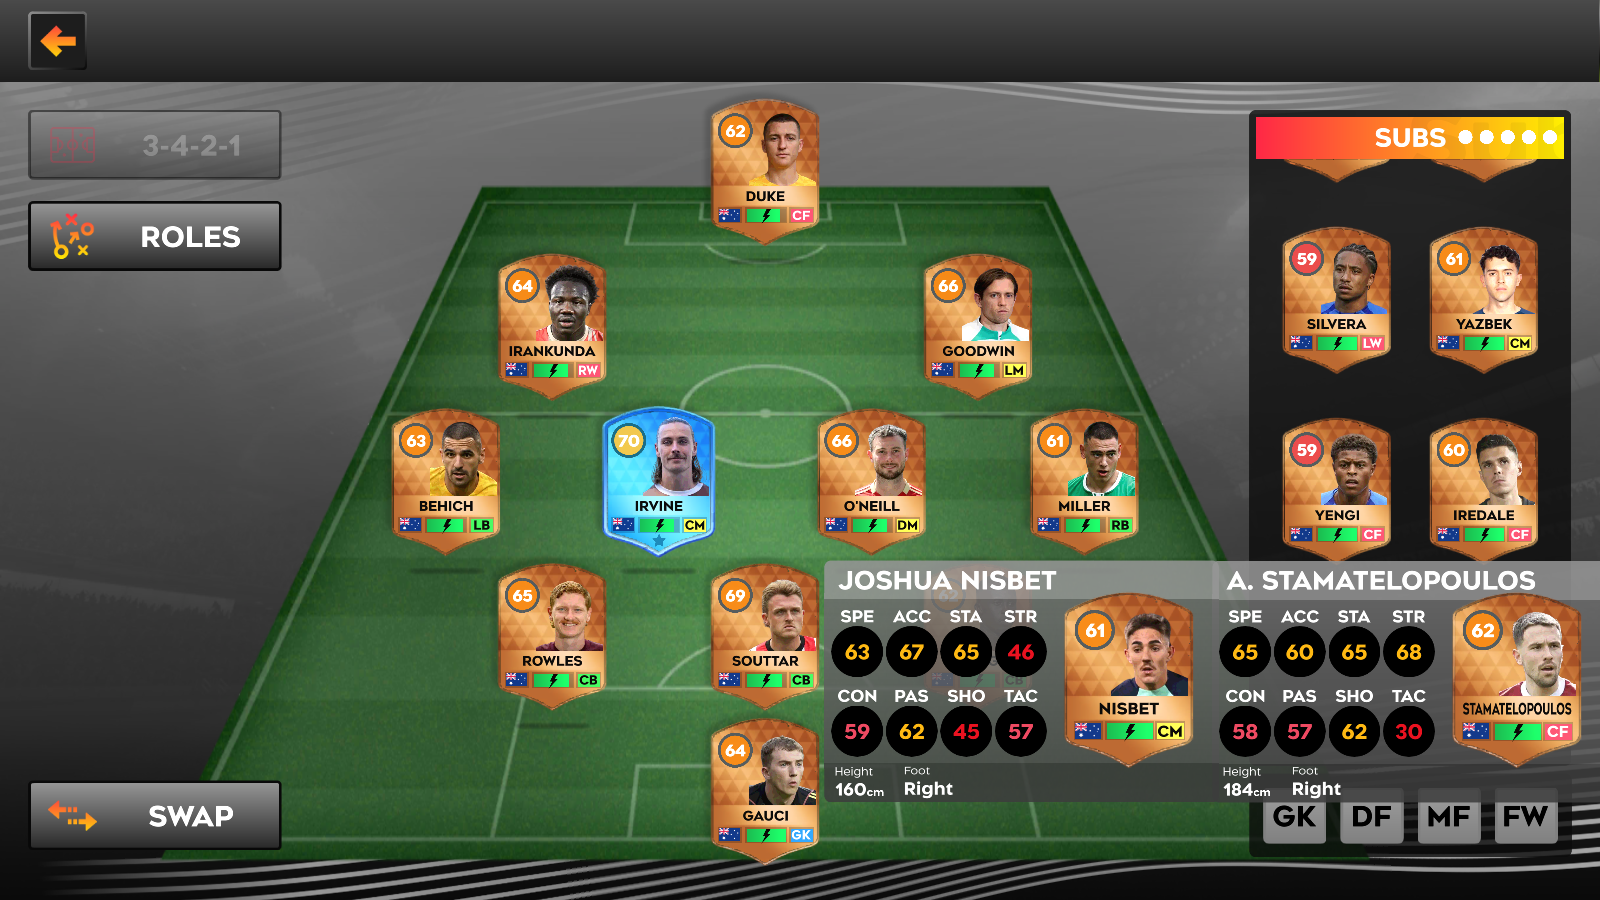 3-4-2-1
ROLES
SWAP
62
DUKE
CF
64
IRANKUNDA
RW
66
GOODWIN
LM
63
BEHICH
LB
70
IRVINE
CM
66
O'NEILL
DM
61
MILLER
RB
65
ROWLES
CB
69
SOUTTAR
CB
CB
64
GAUCI
GK
SUBS
59
SILVERA
LW
61
YAZBEK
CM
59
YENGI
CF
60
IREDALE
CF
JOSHUA NISBET
SPE ACC STA STR
63 67 65 46
CON PAS SHO TAC
59 62 45 57
Height Foot
160cm Right
61
NISBET
CM
A. STAMATELOPOULOS
SPE ACC STA STR
65 60 65 68
CON PAS SHO TAC
58 57 62 30
Height Foot
184cm Right
62
STAMATELOPOULOS
CF
GK DF MF FW